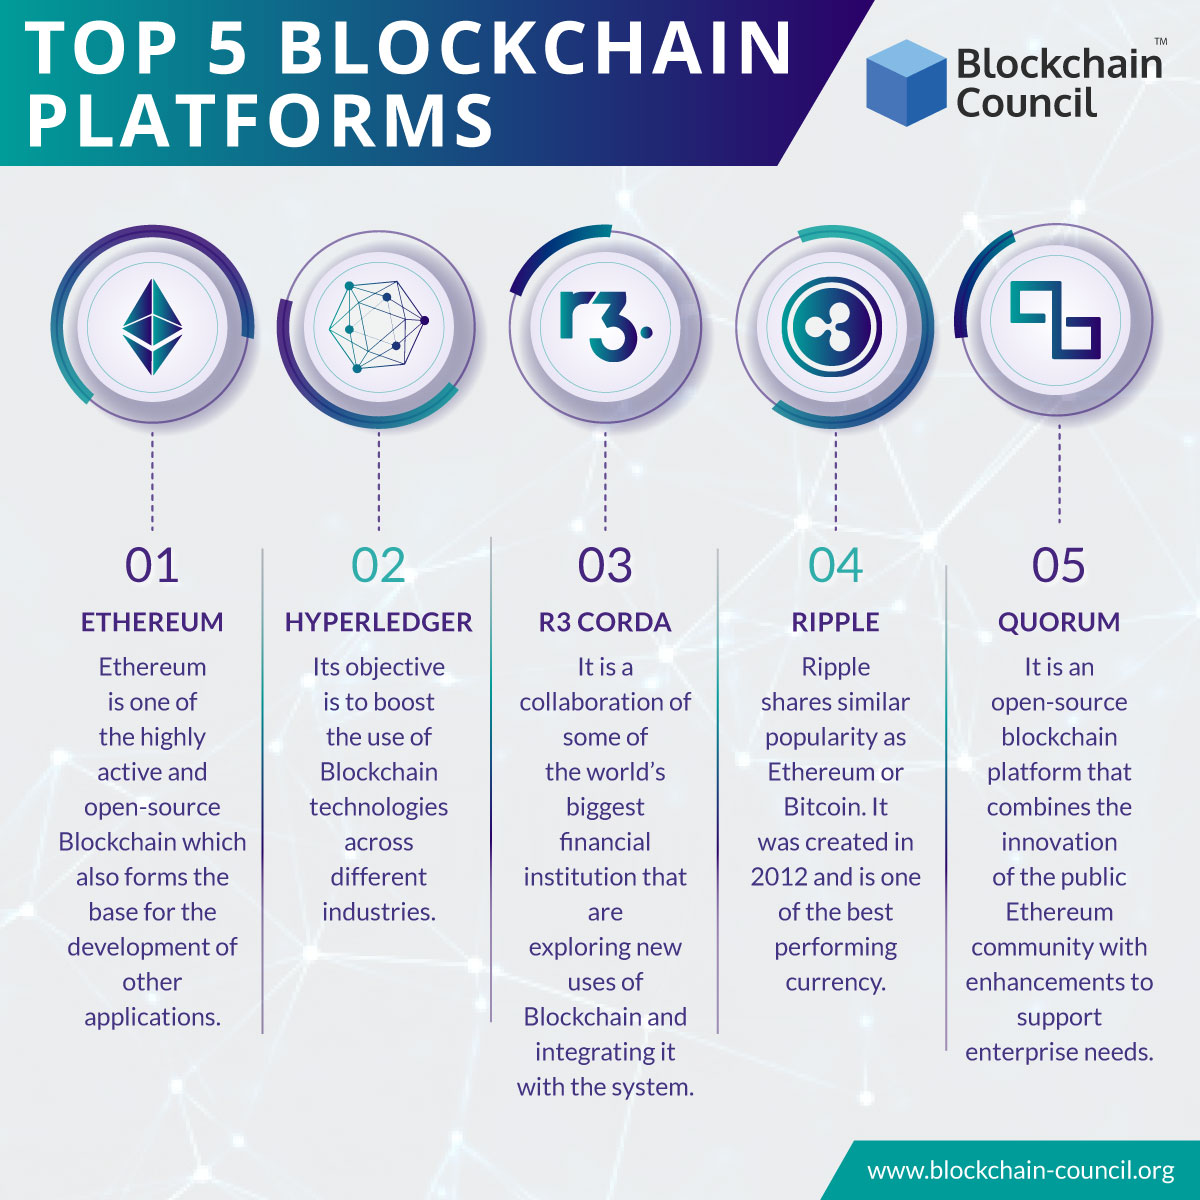 TOP 5 BLOCKCHAIN
PLATFORMS
Blockchain
Council
TM
r3.
01
ETHEREUM
Ethereum
is one of
the highly
active and
open-source
Blockchain which
also forms the
base for the
development of
other
applications.
02
HYPERLEDGER
Its objective
is to boost
the use of
Blockchain
technologies
across
different
industries.
03
R3 CORDA
It is a
collaboration of
some of
the world's
biggest
financial
institution that
are
exploring new
uses of
Blockchain and
integrating it
with the system.
04
RIPPLE
Ripple
shares similar
popularity as
Ethereum or
Bitcoin. It
was created in
2012 and is one
of the best
performing
currency.
05
QUORUM
It is an
open-source
blockchain
platform that
combines the
innovation
of the public
Ethereum
community with
enhancements to
support
enterprise needs.
www.blockchain-council.org